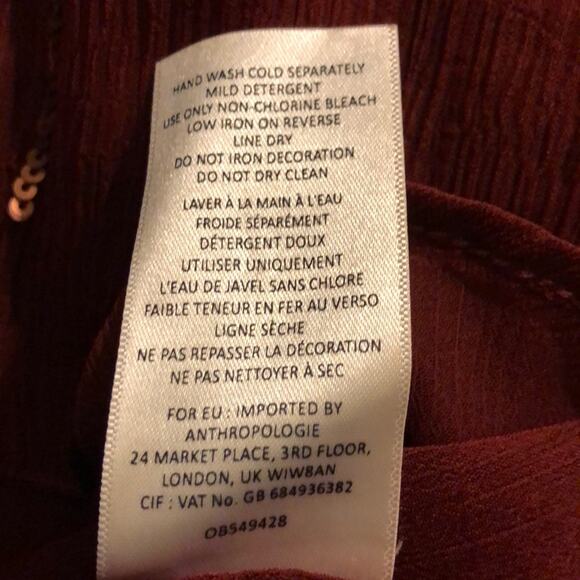 HAND WASH COLD SEPARATELY
MILD DETERGENT
USE ONLY NON-CHLORINE BLEACH
LOW IRON ON REVERSE
LINE DRY
DO NOT IRON DECORATION
DO NOT DRY CLEAN
LAVER À LA MAIN À L'EAU
FROIDE SÉPARÉMENT
DÉTERGENT DOUX
UTILISER UNIQUEMENT
L'EAU DE JAVEL SANS CHLORE
FAIBLE TENEUR EN FER AU VERSO
LIGNE SÈCHE
NE PAS REPASSER LA DÉCORATION
NE PAS NETTOYER À SEC
FOR EU : IMPORTED BY
ANTHROPOLOGIE
24 MARKET PLACE, 3RD FLOOR,
LONDON, UK WIW8AN
CIF : VAT No. GB 684936382
OB549428